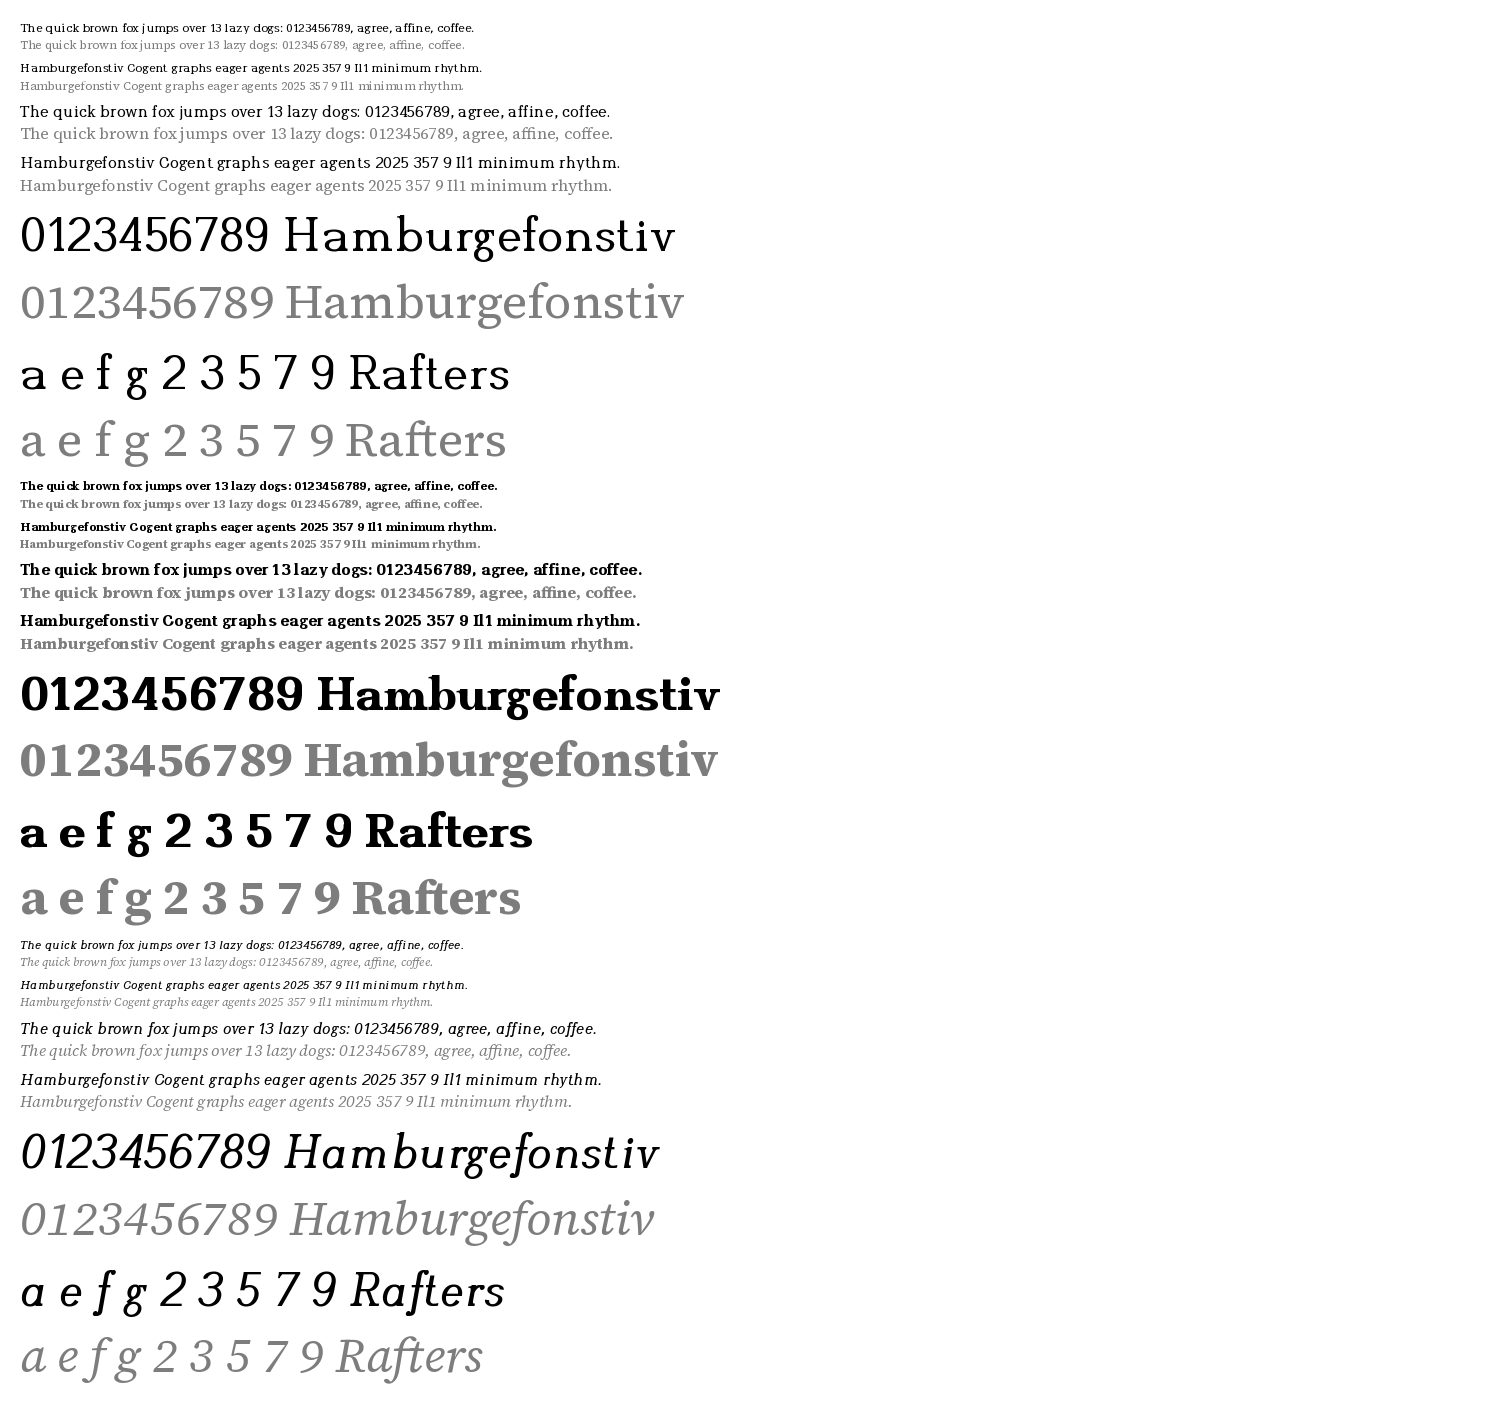 The quick brown fox jumps over 13 lazy dogs: 0123456789, agree, affine, coffee.
The quick brown fox jumps over 13 lazy dogs: 0123456789, agree, affine, coffee.
Hamburgefonstiv Cogent graphs eager agents 2025 357 9 Il1 minimum rhythm.
Hamburgefonstiv Cogent graphs eager agents 2025 357 9 Il1 minimum rhythm.
The quick brown fox jumps over 13 lazy dogs: 0123456789, agree, affine, coffee.
The quick brown fox jumps over 13 lazy dogs: 0123456789, agree, affine, coffee.
Hamburgefonstiv Cogent graphs eager agents 2025 357 9 Il1 minimum rhythm.
Hamburgefonstiv Cogent graphs eager agents 2025 357 9 Il1 minimum rhythm.
0123456789 Hamburgefonstiv
0123456789 Hamburgefonstiv
a e f g 2 3 5 7 9 Rafters
a e f g 2 3 5 7 9 Rafters
The quick brown fox jumps over 13 lazy dogs: 0123456789, agree, affine, coffee.
The quick brown fox jumps over 13 lazy dogs: 0123456789, agree, affine, coffee.
Hamburgefonstiv Cogent graphs eager agents 2025 357 9 Il1 minimum rhythm.
Hamburgefonstiv Cogent graphs eager agents 2025 357 9 Il1 minimum rhythm.
The quick brown fox jumps over 13 lazy dogs: 0123456789, agree, affine, coffee.
The quick brown fox jumps over 13 lazy dogs: 0123456789, agree, affine, coffee.
Hamburgefonstiv Cogent graphs eager agents 2025 357 9 Il1 minimum rhythm.
Hamburgefonstiv Cogent graphs eager agents 2025 357 9 Il1 minimum rhythm.
0123456789 Hamburgefonstiv
0123456789 Hamburgefonstiv
a e f g 2 3 5 7 9 Rafters
a e f g 2 3 5 7 9 Rafters
The quick brown fox jumps over 13 lazy dogs: 0123456789, agree, affine, coffee.
The quick brown fox jumps over 13 lazy dogs: 0123456789, agree, affine, coffee.
Hamburgefonstiv Cogent graphs eager agents 2025 357 9 Il1 minimum rhythm.
Hamburgefonstiv Cogent graphs eager agents 2025 357 9 Il1 minimum rhythm.
The quick brown fox jumps over 13 lazy dogs: 0123456789, agree, affine, coffee.
The quick brown fox jumps over 13 lazy dogs: 0123456789, agree, affine, coffee.
Hamburgefonstiv Cogent graphs eager agents 2025 357 9 Il1 minimum rhythm.
Hamburgefonstiv Cogent graphs eager agents 2025 357 9 Il1 minimum rhythm.
0123456789 Hamburgefonstiv
0123456789 Hamburgefonstiv
a e f g 2 3 5 7 9 Rafters
a e f g 2 3 5 7 9 Rafters